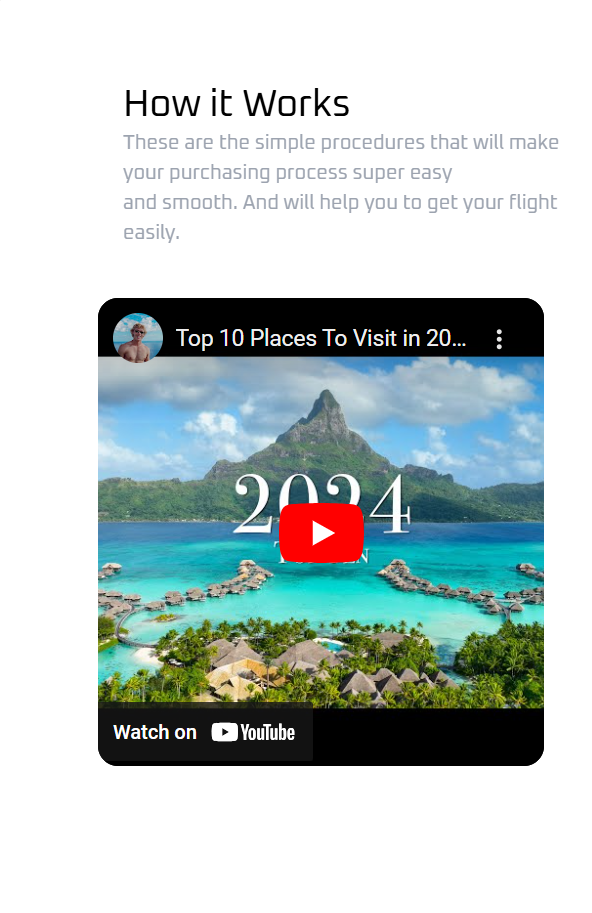 How it Works
These are the simple procedures that will make
your purchasing process super easy
and smooth. And will help you to get your flight
easily.
Top 10 Places To Visit in 20...
2024
Watch on YouTube